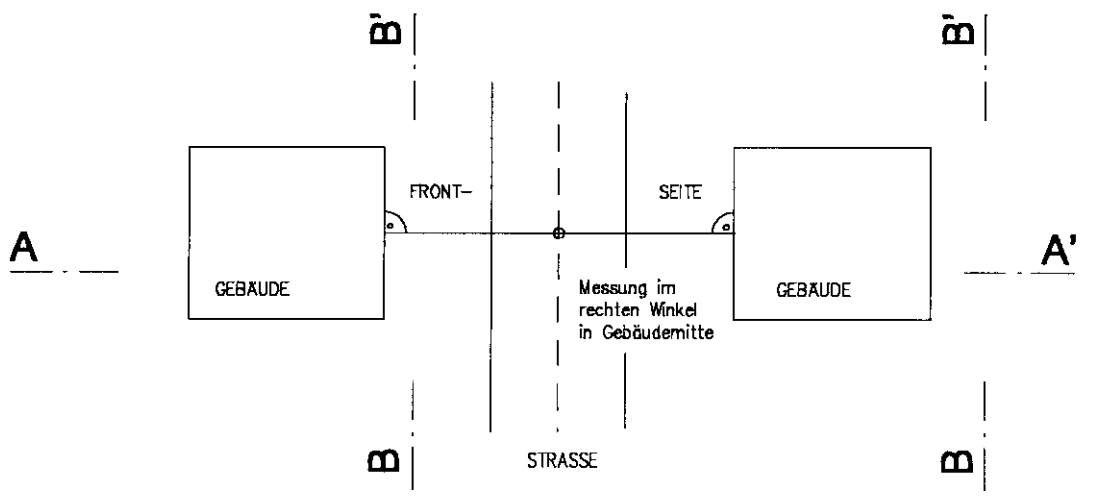 B' B'
FRONT- SEITE
A A'
GEBÄUDE GEBÄUDE
Messung im
rechten Winkel
in Gebäudemitte
B B
STRASSE